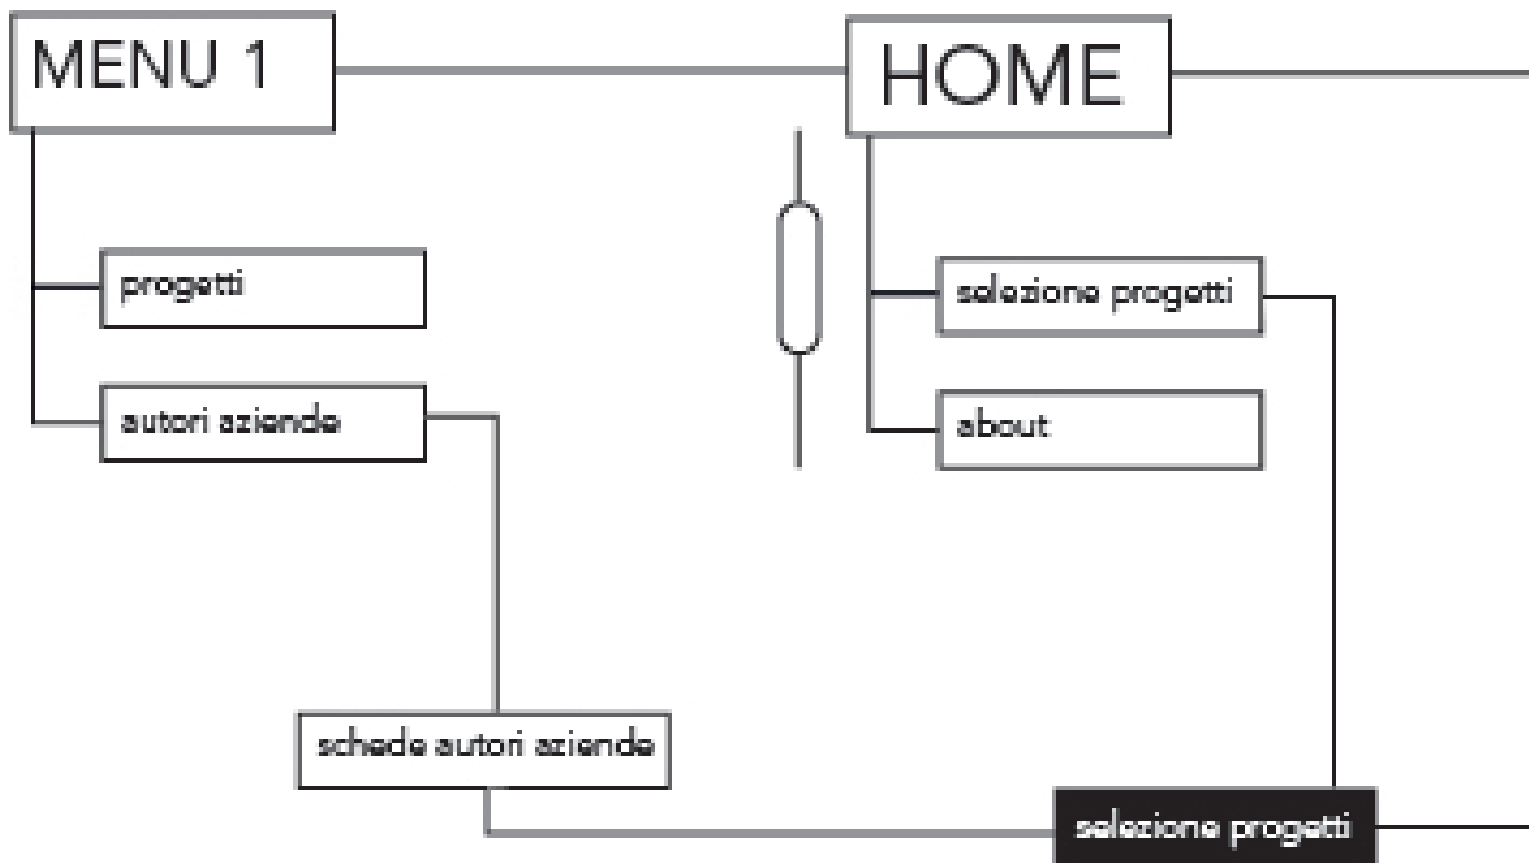 MENU 1
HOME
progetti
autori aziende
selezione progetti
about
schede autori aziende
selezione progetti